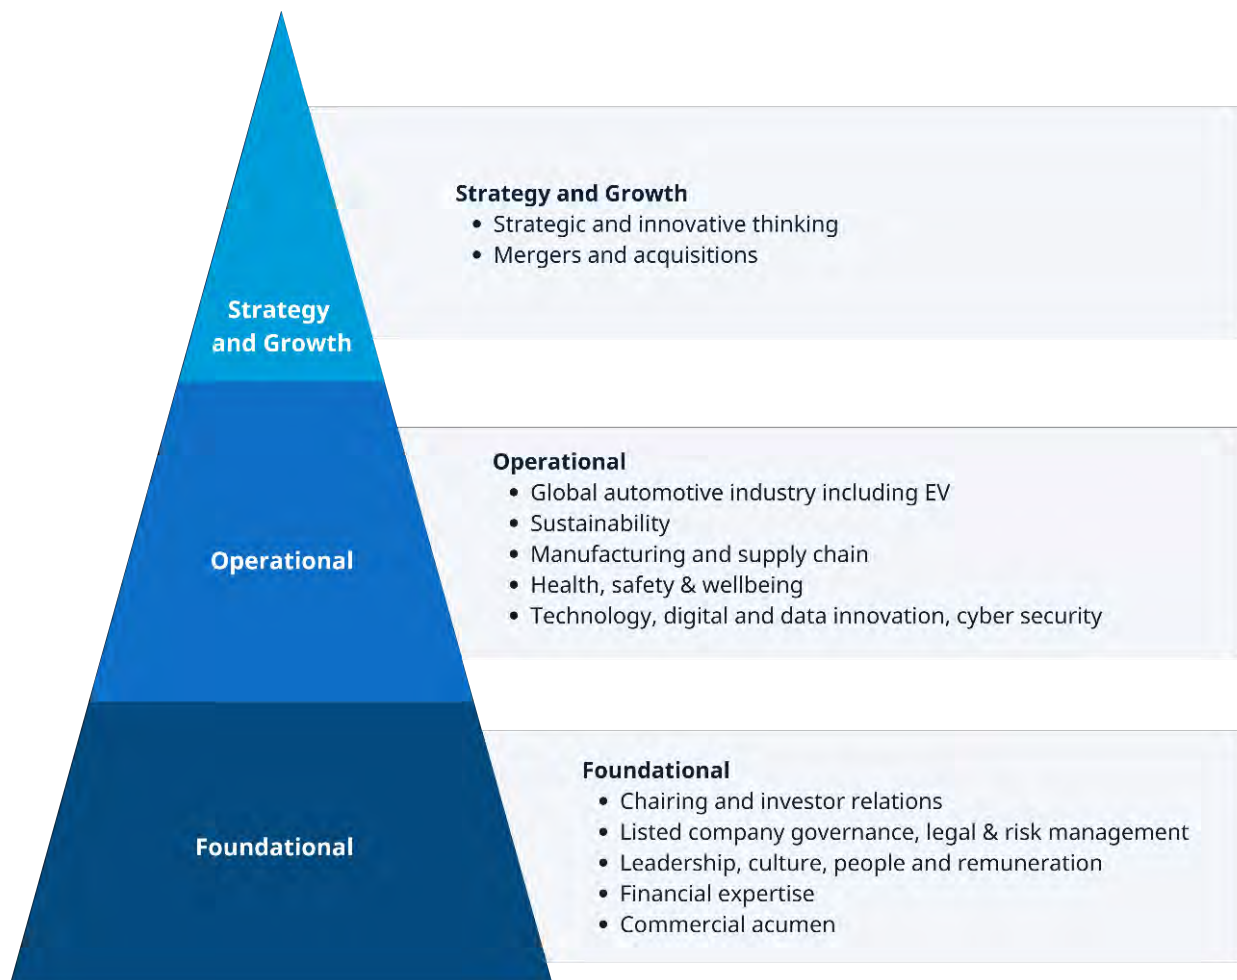 Strategy and Growth
• Strategic and innovative thinking
• Mergers and acquisitions
Strategy
and Growth
Operational
• Global automotive industry including EV
• Sustainability
• Manufacturing and supply chain
• Health, safety & wellbeing
• Technology, digital and data innovation, cyber security
Operational
Foundational
• Chairing and investor relations
• Listed company governance, legal & risk management
• Leadership, culture, people and remuneration
• Financial expertise
• Commercial acumen
Foundational